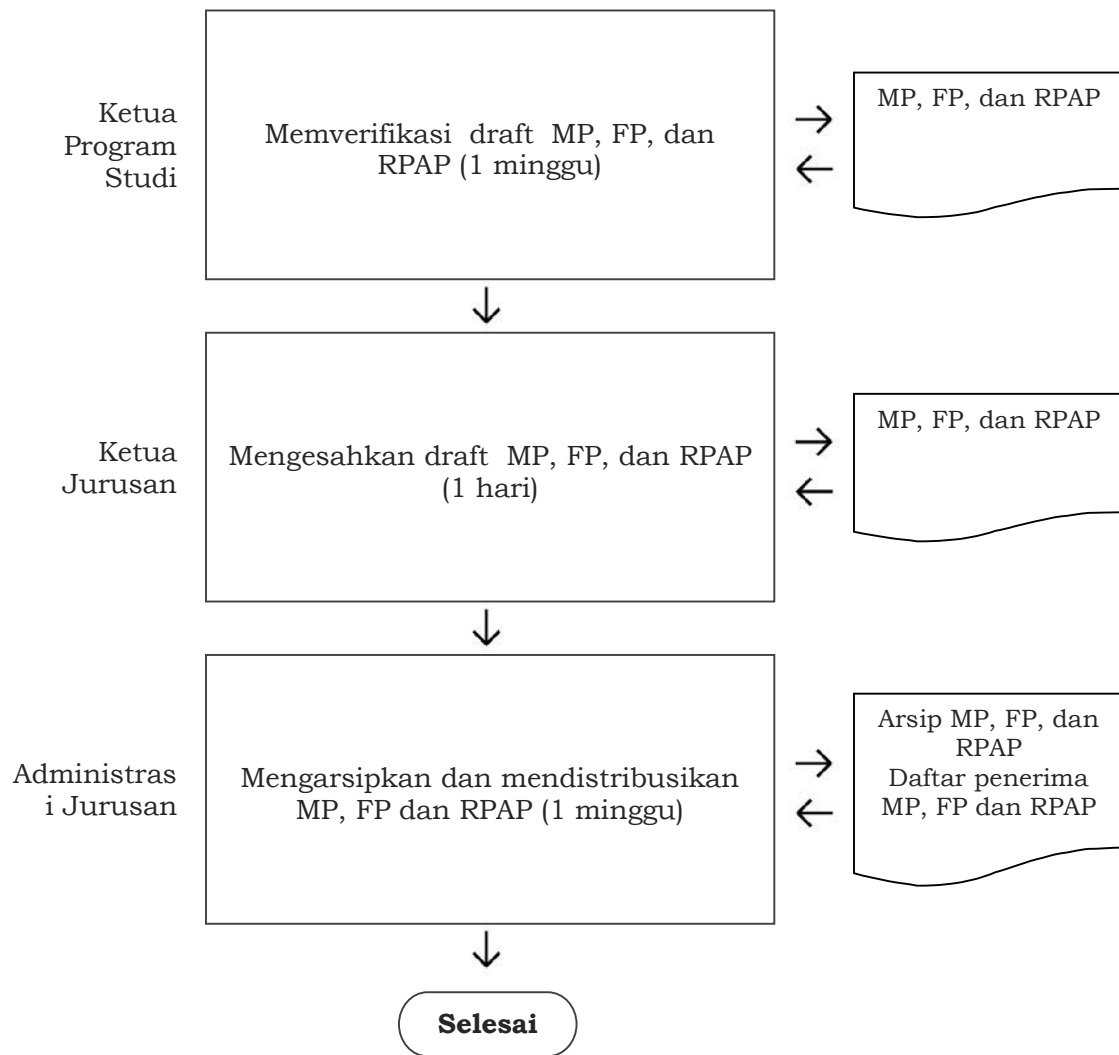 Ketua
Program
Studi
Memverifikasi draft MP, FP, dan
RPAP (1 minggu)
MP, FP, dan RPAP
Ketua
Jurusan
Mengesahkan draft MP, FP, dan RPAP
(1 hari)
MP, FP, dan RPAP
Administras
i Jurusan
Mengarsipkan dan mendistribusikan
MP, FP dan RPAP (1 minggu)
Arsip MP, FP, dan
RPAP
Daftar penerima
MP, FP dan RPAP
Selesai